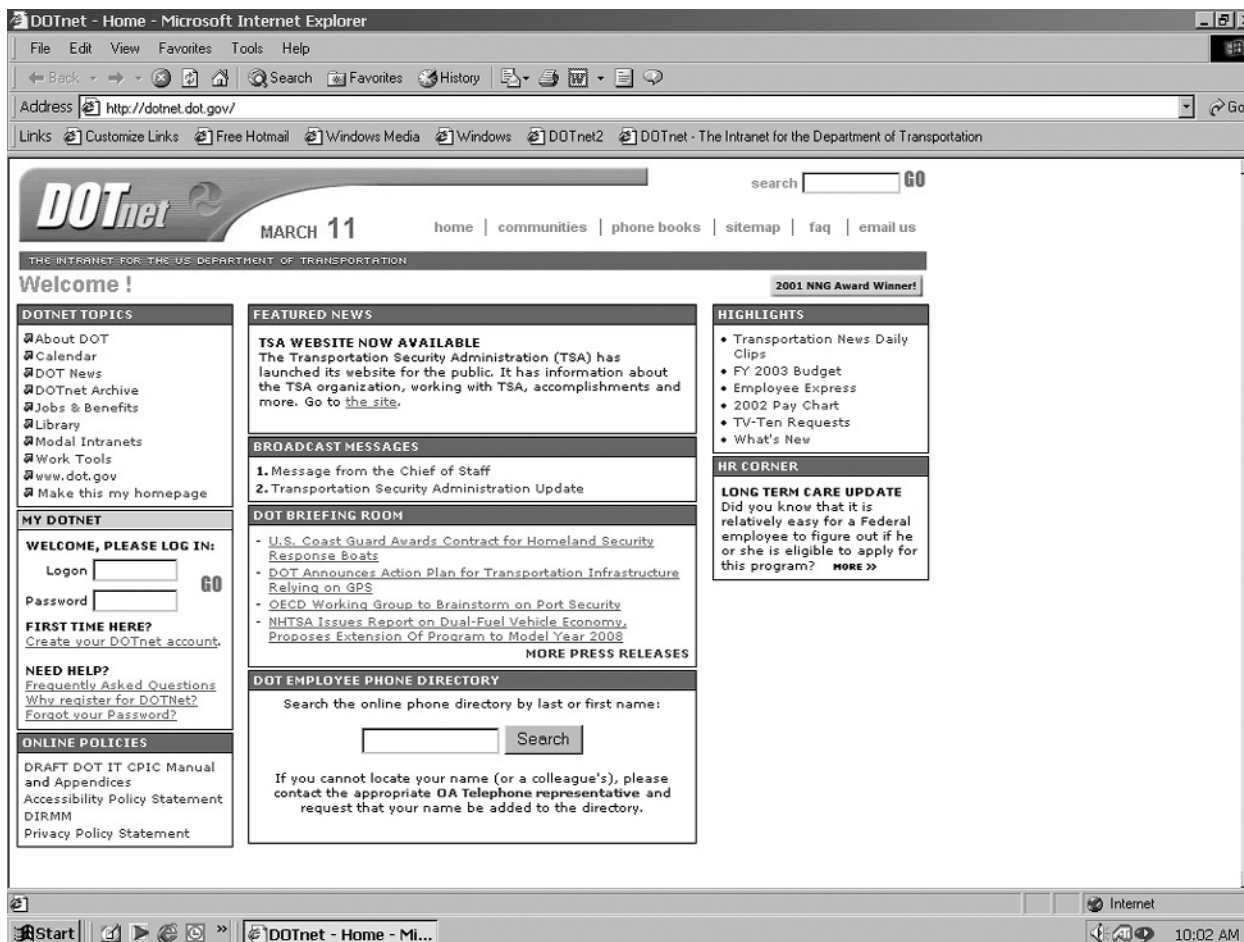 DOTnet - Home - Microsoft Internet Explorer
File Edit View Favorites Tools Help
Back Search Favorites History
Address http://dotnet.dot.gov/ Go
Links Customize Links Free Hotmail Windows Media Windows DOTnet2 DOTnet - The Intranet for the Department of Transportation
DOTnet
search GO
MARCH 11
home | communities | phone books | sitemap | faq | email us
THE INTRANET FOR THE US DEPARTMENT OF TRANSPORTATION
Welcome !
2001 NNG Award Winner!
DOTNET TOPICS
About DOT
Calendar
DOT News
DOTnet Archive
Jobs & Benefits
Library
Modal Intranets
Work Tools
www.dot.gov
Make this my homepage
MY DOTNET
WELCOME, PLEASE LOG IN:
Logon
GO
Password
FIRST TIME HERE?
Create your DOTnet account.
NEED HELP?
Frequently Asked Questions
Why register for DOTNet?
Forgot your Password?
ONLINE POLICIES
DRAFT DOT IT CPIC Manual
and Appendices
Accessibility Policy Statement
DIRMM
Privacy Policy Statement
FEATURED NEWS
TSA WEBSITE NOW AVAILABLE
The Transportation Security Administration (TSA) has
launched its website for the public. It has information about
the TSA organization, working with TSA, accomplishments and
more. Go to the site.
BROADCAST MESSAGES
1. Message from the Chief of Staff
2. Transportation Security Administration Update
DOT BRIEFING ROOM
- U.S. Coast Guard Awards Contract for Homeland Security
Response Boats
- DOT Announces Action Plan for Transportation Infrastructure
Relying on GPS
- OECD Working Group to Brainstorm on Port Security
- NHTSA Issues Report on Dual-Fuel Vehicle Economy,
Proposes Extension Of Program to Model Year 2008
MORE PRESS RELEASES
DOT EMPLOYEE PHONE DIRECTORY
Search the online phone directory by last or first name:
Search
If you cannot locate your name (or a colleague's), please
contact the appropriate OA Telephone representative and
request that your name be added to the directory.
HIGHLIGHTS
• Transportation News Daily
Clips
• FY 2003 Budget
• Employee Express
• 2002 Pay Chart
• TV-Ten Requests
• What's New
HR CORNER
LONG TERM CARE UPDATE
Did you know that it is
relatively easy for a Federal
employee to figure out if he
or she is eligible to apply for
this program? MORE >>
Internet
Start » DOTnet - Home - Mi... 10:02 AM